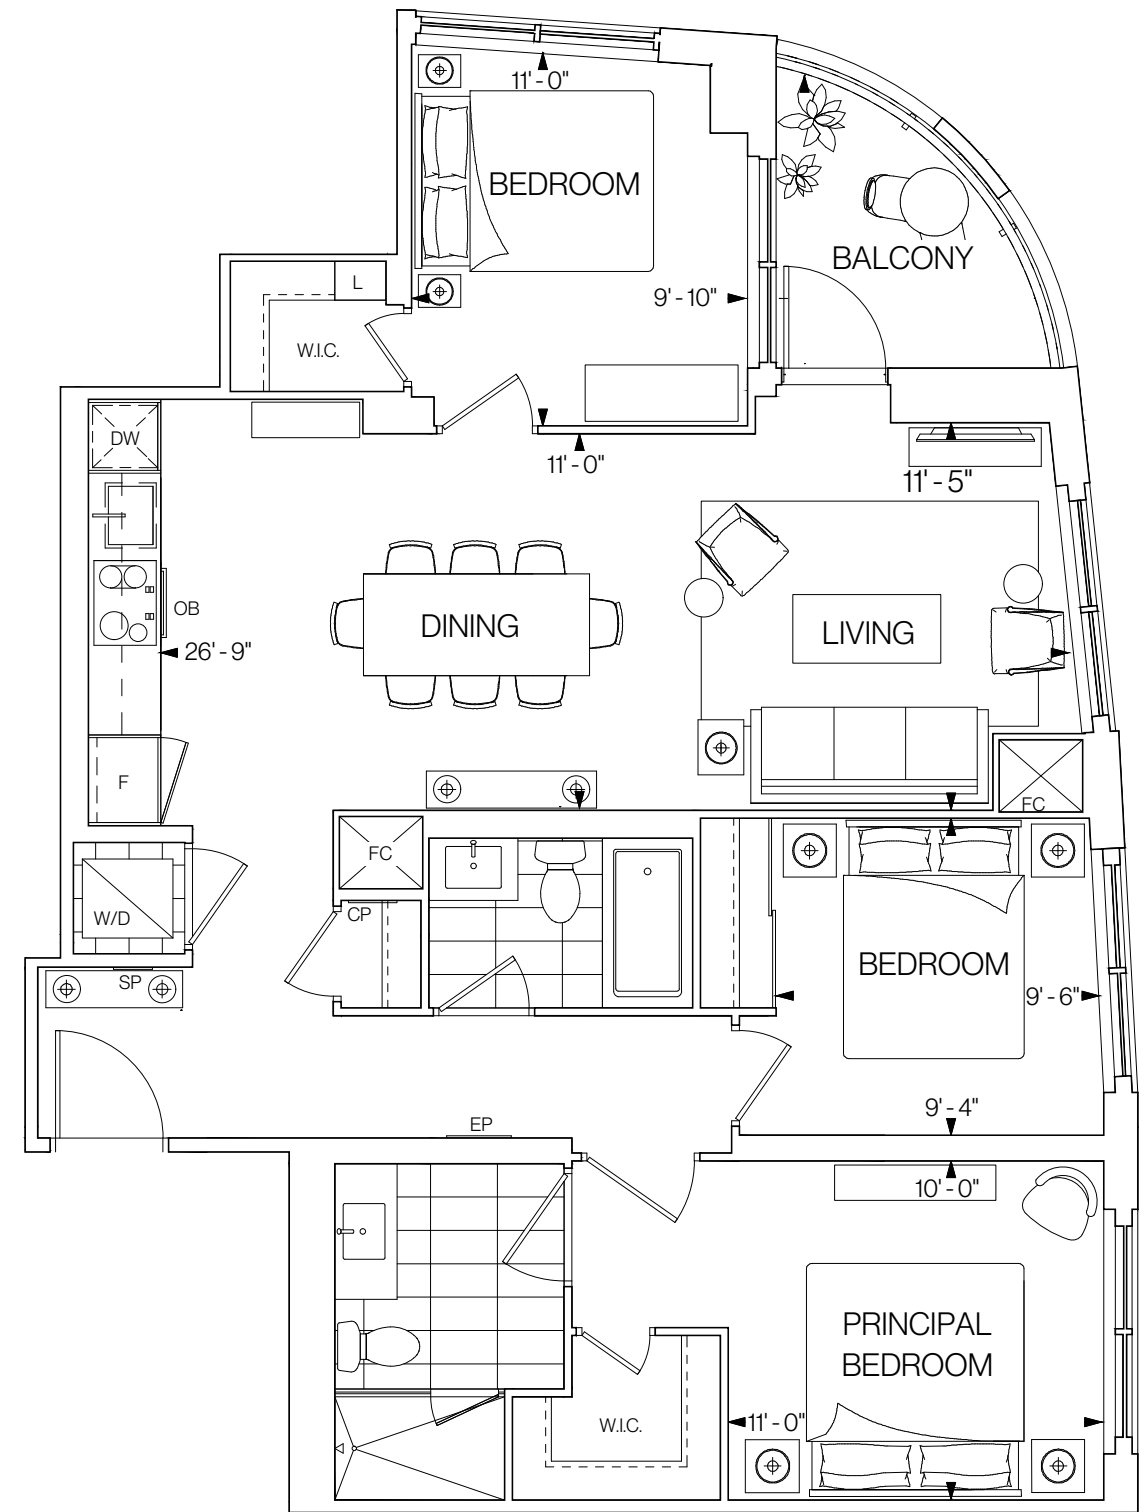 11'-0"
BEDROOM
BALCONY
L
9'-10"
W.I.C.
DW
11'-0"
11'-5"
OB
DINING
LIVING
26'-9"
F
FC
FC
W/D
CP
BEDROOM
SP
9'-6"
9'-4"
EP
10'-0"
PRINCIPAL
BEDROOM
W.I.C.
11'-0"